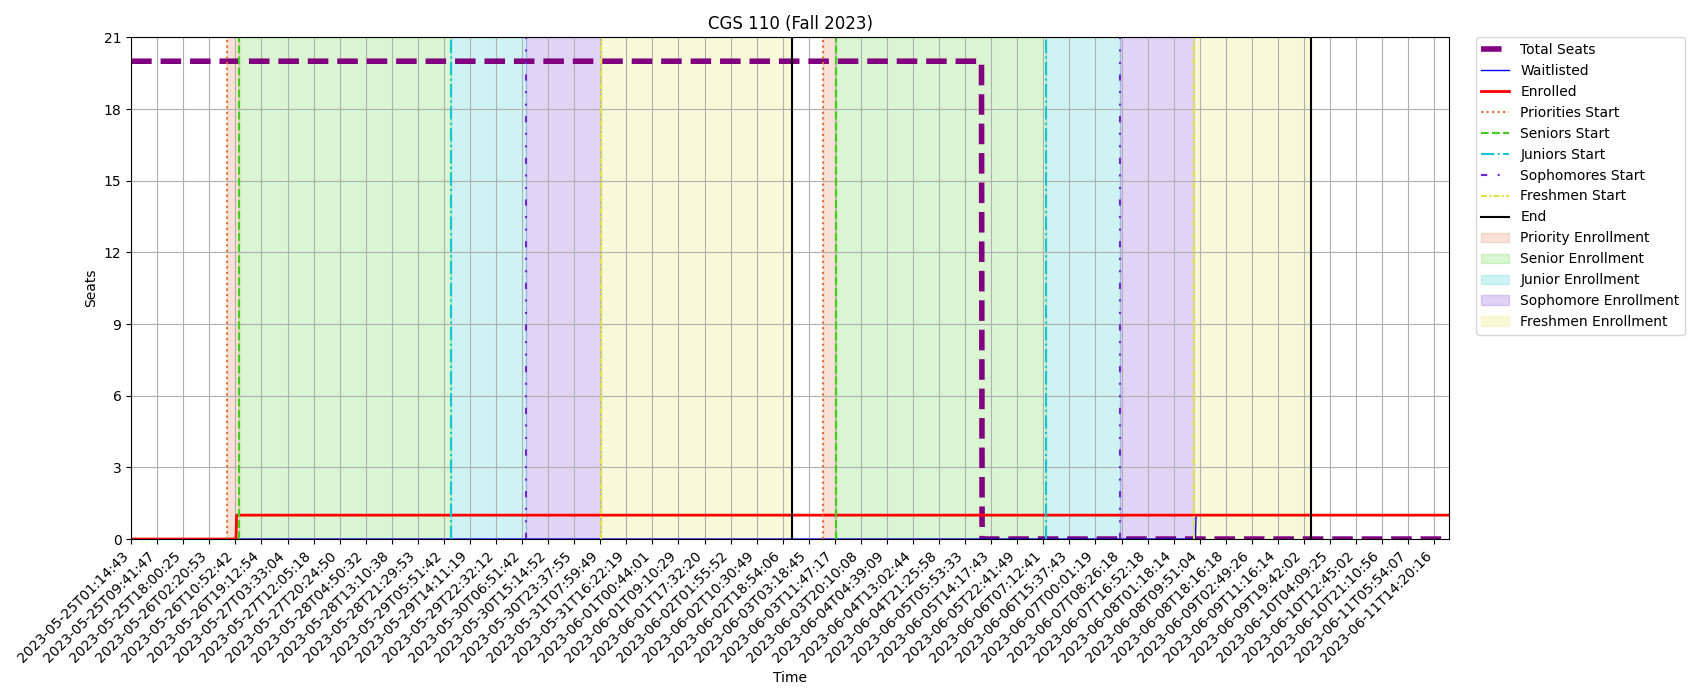 CGS 110 (Fall 2023)
21
18
15
12
9
6
3
0
Seats
2023-05-25T01:14:43
2023-05-25T09:41:47
2023-05-25T18:00:25
2023-05-26T02:20:53
2023-05-26T10:52:42
2023-05-26T19:12:54
2023-05-27T03:33:04
2023-05-27T12:05:18
2023-05-27T20:24:50
2023-05-28T04:50:32
2023-05-28T13:10:38
2023-05-28T21:29:53
2023-05-29T05:51:42
2023-05-29T14:11:19
2023-05-29T22:32:12
2023-05-30T06:51:42
2023-05-30T15:14:52
2023-05-30T23:37:55
2023-05-31T07:59:49
2023-05-31T16:22:19
2023-06-01T00:44:01
2023-06-01T09:10:29
2023-06-01T17:32:20
2023-06-02T01:55:52
2023-06-02T10:30:49
2023-06-02T18:54:06
2023-06-03T03:18:45
2023-06-03T11:47:17
2023-06-03T20:10:08
2023-06-04T04:39:09
2023-06-04T13:02:44
2023-06-04T21:25:58
2023-06-05T05:53:33
2023-06-05T14:17:43
2023-06-05T22:41:49
2023-06-06T07:12:41
2023-06-06T15:37:43
2023-06-07T00:01:19
2023-06-07T08:26:18
2023-06-07T16:52:18
2023-06-08T01:18:14
2023-06-08T09:51:04
2023-06-08T18:16:18
2023-06-09T02:49:26
2023-06-09T11:16:14
2023-06-09T19:42:02
2023-06-10T04:09:25
2023-06-10T12:45:02
2023-06-10T21:10:56
2023-06-11T05:54:07
2023-06-11T14:20:16
Time
Total Seats
Waitlisted
Enrolled
Priorities Start
Seniors Start
Juniors Start
Sophomores Start
Freshmen Start
End
Priority Enrollment
Senior Enrollment
Junior Enrollment
Sophomore Enrollment
Freshmen Enrollment